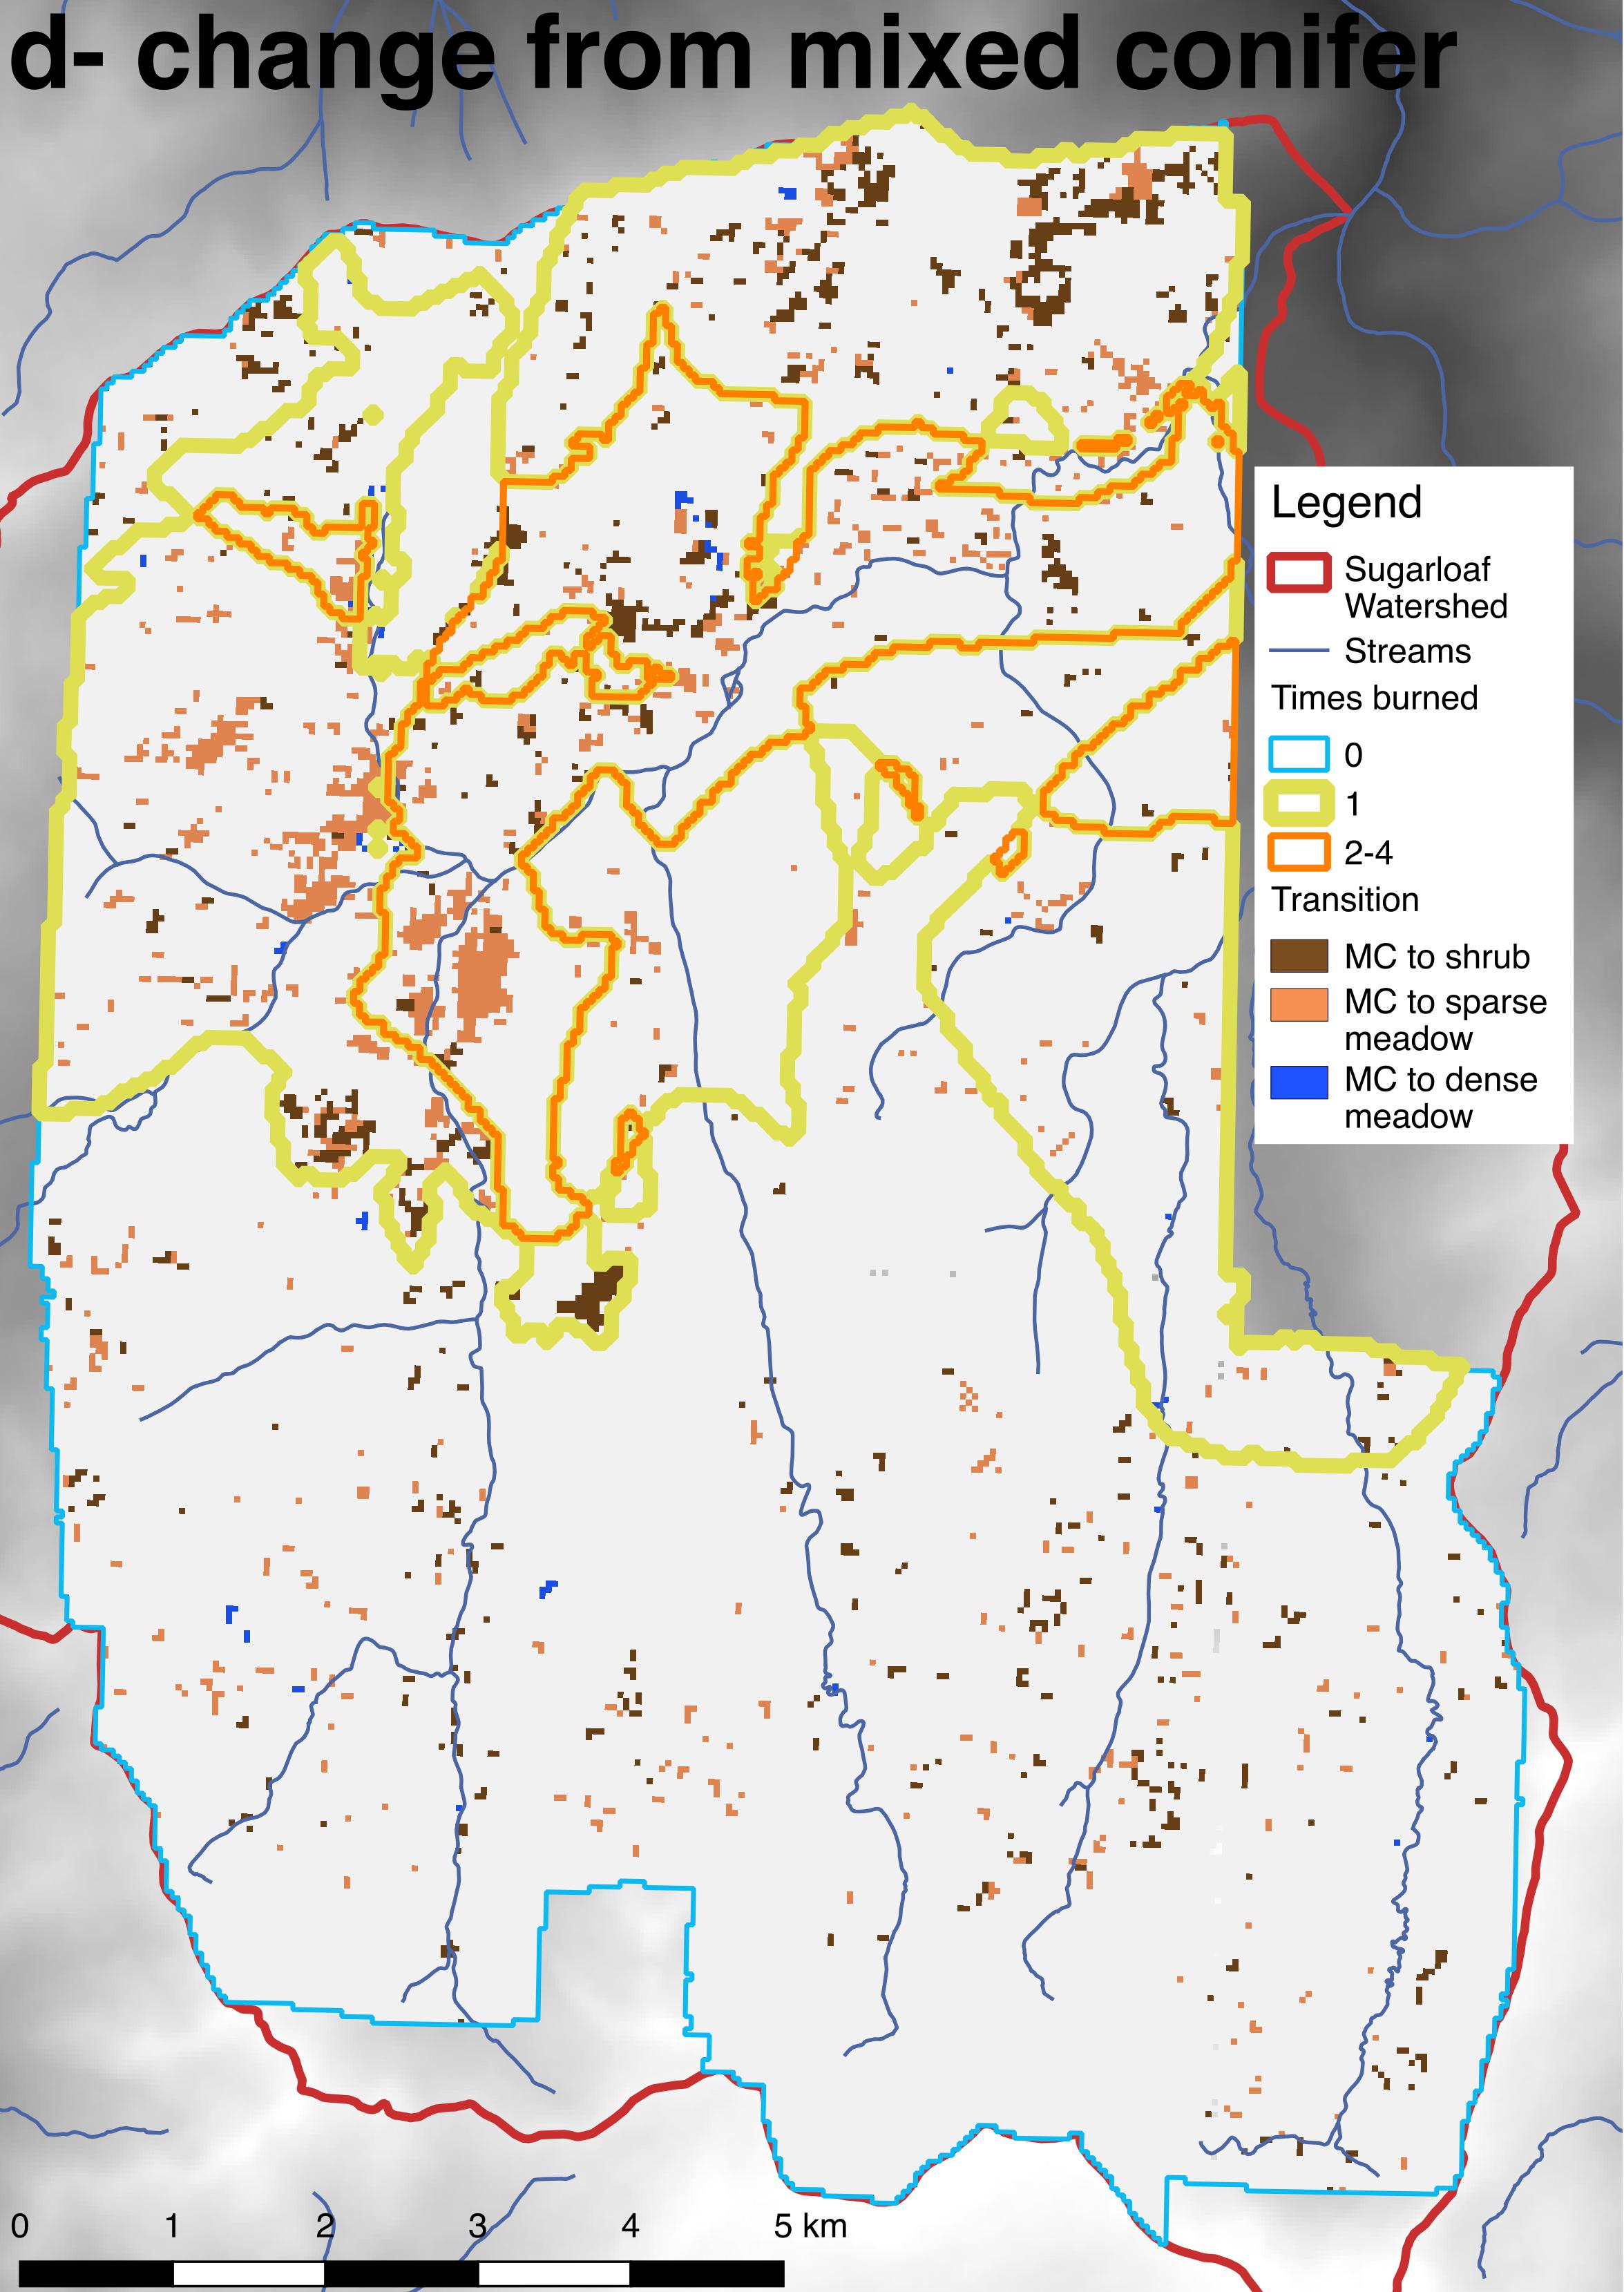 d- change from mixed conifer
Legend
Sugarloaf
Watershed
Streams
Times burned
0
1
2-4
Transition
MC to shrub
MC to sparse
meadow
MC to dense
meadow
0 1 2 3 4 5 km